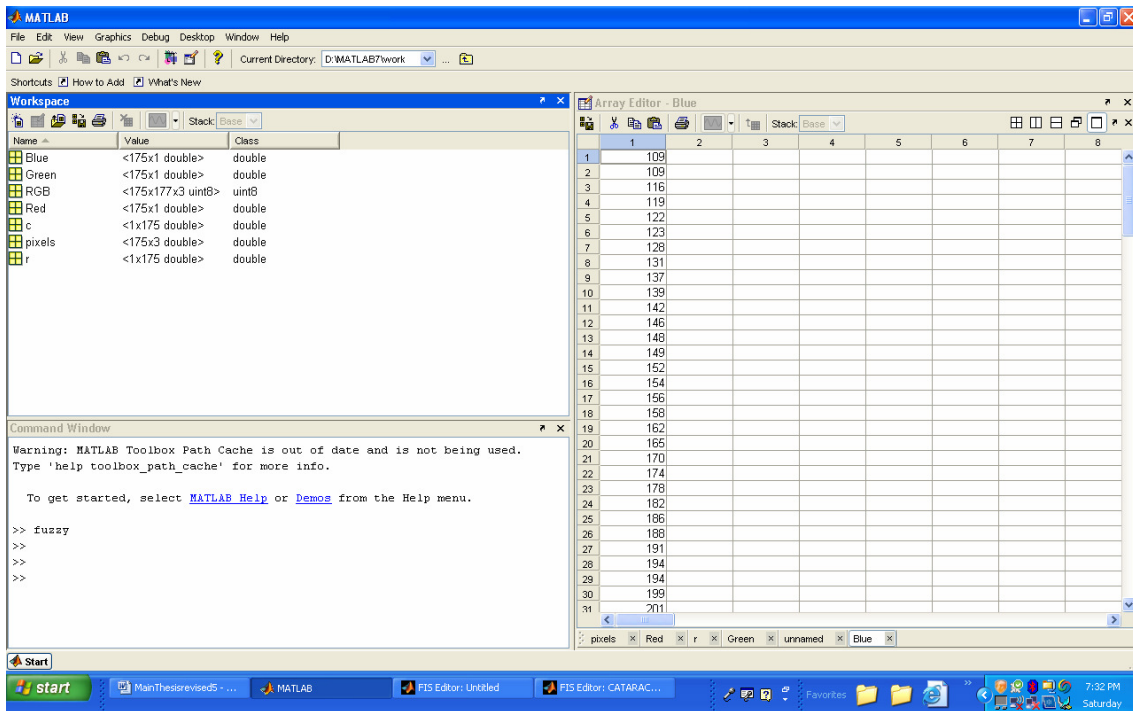 MATLAB
File Edit View Graphics Debug Desktop Window Help
Current Directory: D:\MATLAB7\work
Shortcuts How to Add What's New
Workspace
Stack: Base
Name Value Class
Blue <175x1 double> double
Green <175x1 double> double
RGB <175x177x3 uint8> uint8
Red <175x1 double> double
c <1x175 double> double
pixels <175x3 double> double
r <1x175 double> double
Command Window
Warning: MATLAB Toolbox Path Cache is out of date and is not being used.
Type 'help toolbox_path_cache' for more info.
To get started, select MATLAB Help or Demos from the Help menu.
>> fuzzy
>>
>>
>>
Array Editor - Blue
Stack: Base
1 2 3 4 5 6 7 8
1 109
2 109
3 116
4 119
5 122
6 123
7 128
8 131
9 137
10 139
11 142
12 146
13 148
14 149
15 152
16 154
17 156
18 158
19 162
20 165
21 170
22 174
23 178
24 182
25 186
26 188
27 191
28 194
29 194
30 199
31 201
pixels Red r Green unnamed Blue
Start
start MainThesisrevised5 - ... MATLAB FIS Editor: Untitled FIS Editor: CATARAC... Favorites 7:32 PM
Saturday